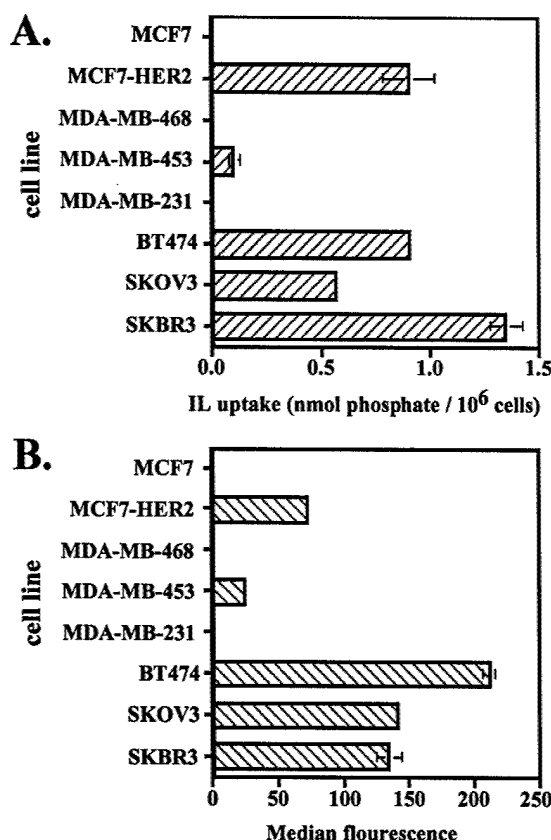 A.
cell line
MCF7
MCF7-HER2
MDA-MB-468
MDA-MB-453
MDA-MB-231
BT474
SKOV3
SKBR3
0.0 0.5 1.0 1.5
IL uptake (nmol phosphate / 10⁶ cells)
B.
cell line
MCF7
MCF7-HER2
MDA-MB-468
MDA-MB-453
MDA-MB-231
BT474
SKOV3
SKBR3
0 50 100 150 200 250
Median flourescence